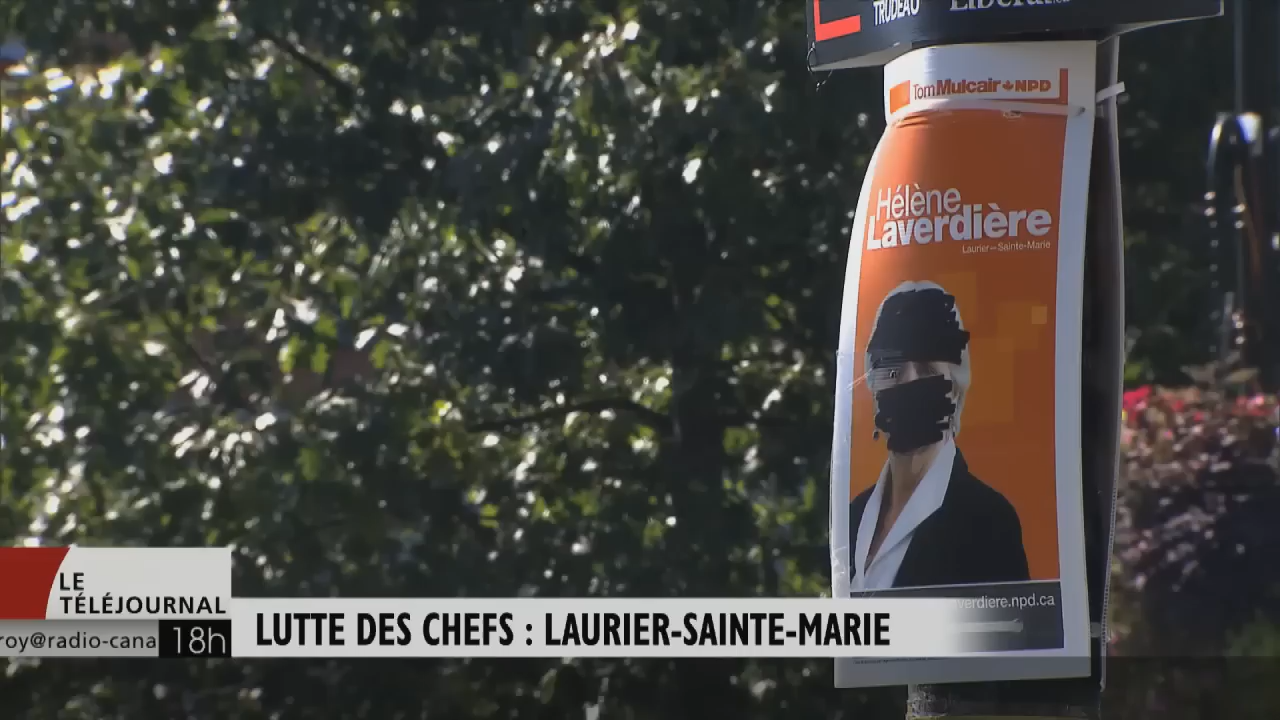 TRUDEAU
TomMulcair NPD
Hélène
Laverdière
Laurier—Sainte-Marie
verdiere.npd.ca
LE
TÉLÉJOURNAL
roy@radio-cana
18h
LUTTE DES CHEFS : LAURIER-SAINTE-MARIE